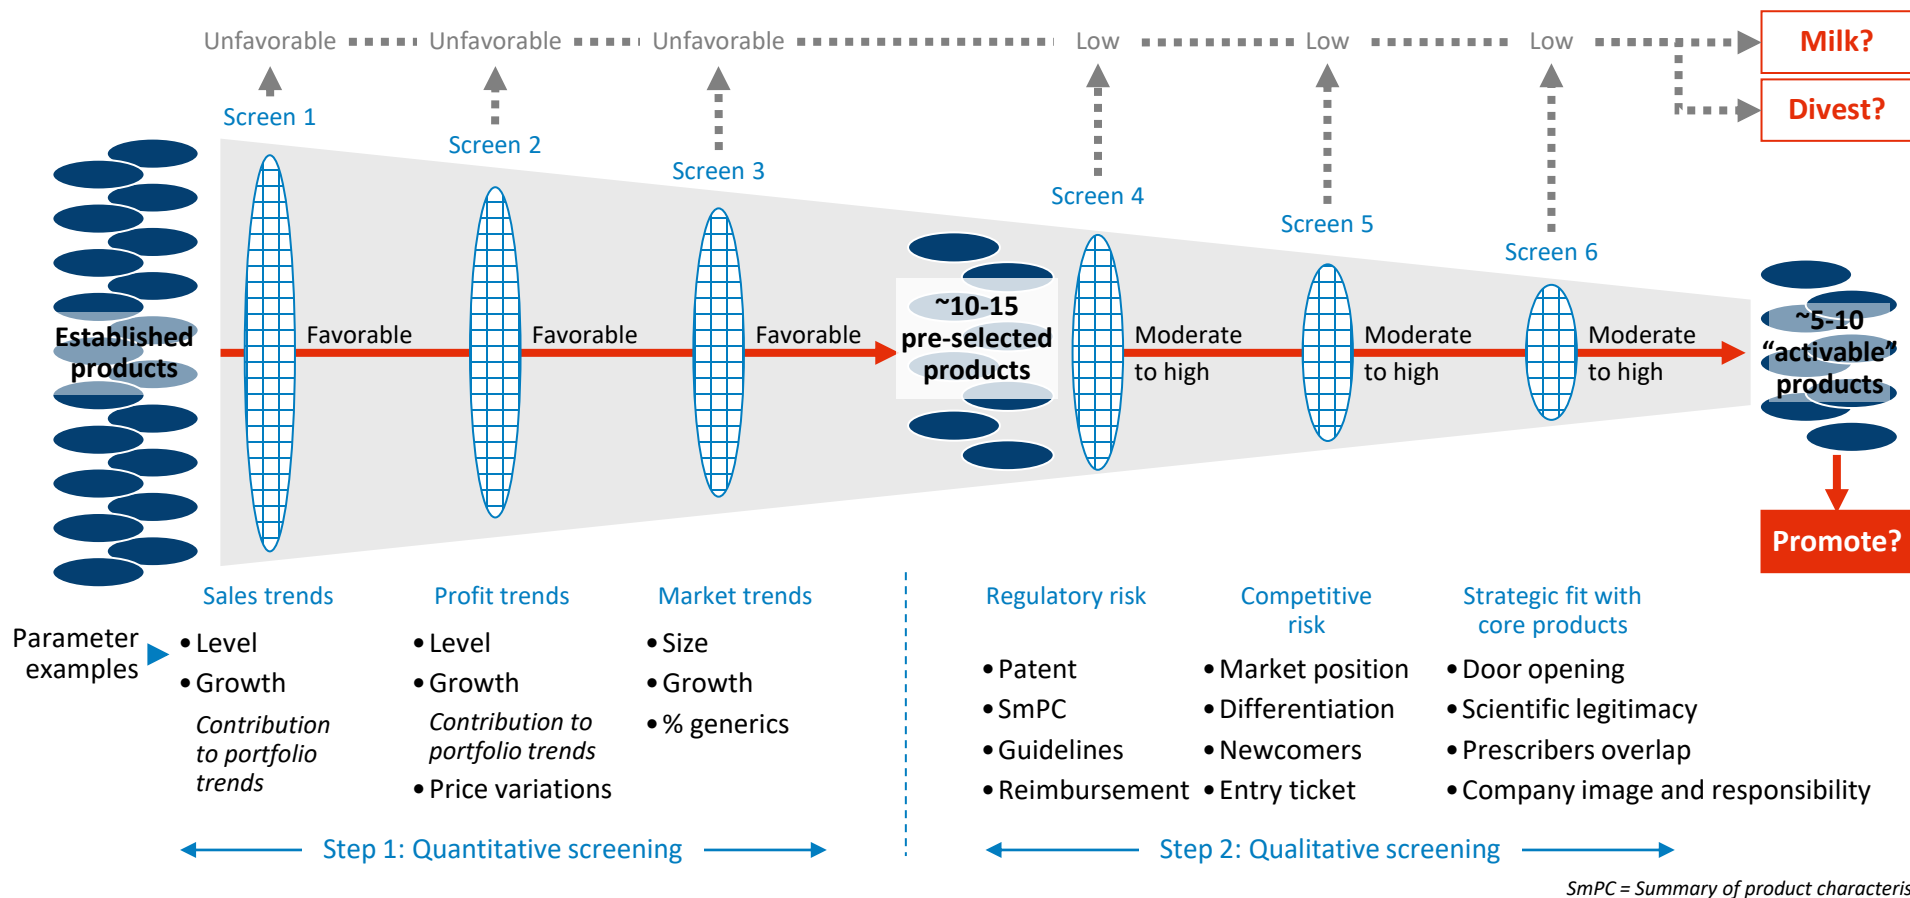 Unfavorable
Unfavorable
Unfavorable
Low
Low
Low
Milk?
Divest?
Screen 1
Screen 2
Screen 3
Screen 4
Screen 5
Screen 6
Established
products
Favorable
Favorable
Favorable
~10-15
pre-selected
products
Moderate
to high
Moderate
to high
Moderate
to high
~5-10
“activable”
products
Promote?
Parameter
examples
Sales trends
•Level
•Growth
Contribution
to portfolio
trends
Profit trends
•Level
•Growth
Contribution to
portfolio trends
•Price variations
Market trends
•Size
•Growth
•% generics
Regulatory risk
•Patent
•SmPC
•Guidelines
•Reimbursement
Competitive
risk
•Market position
•Differentiation
•Newcomers
•Entry ticket
Strategic fit with
core products
•Door opening
•Scientific legitimacy
•Prescribers overlap
•Company image and responsibility
Step 1: Quantitative screening
Step 2: Qualitative screening
SmPC = Summary of product characteris